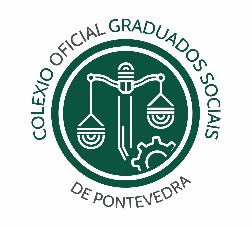 COLEXIO OFICIAL GRADUADOS SOCIAIS
DE PONTEVEDRA